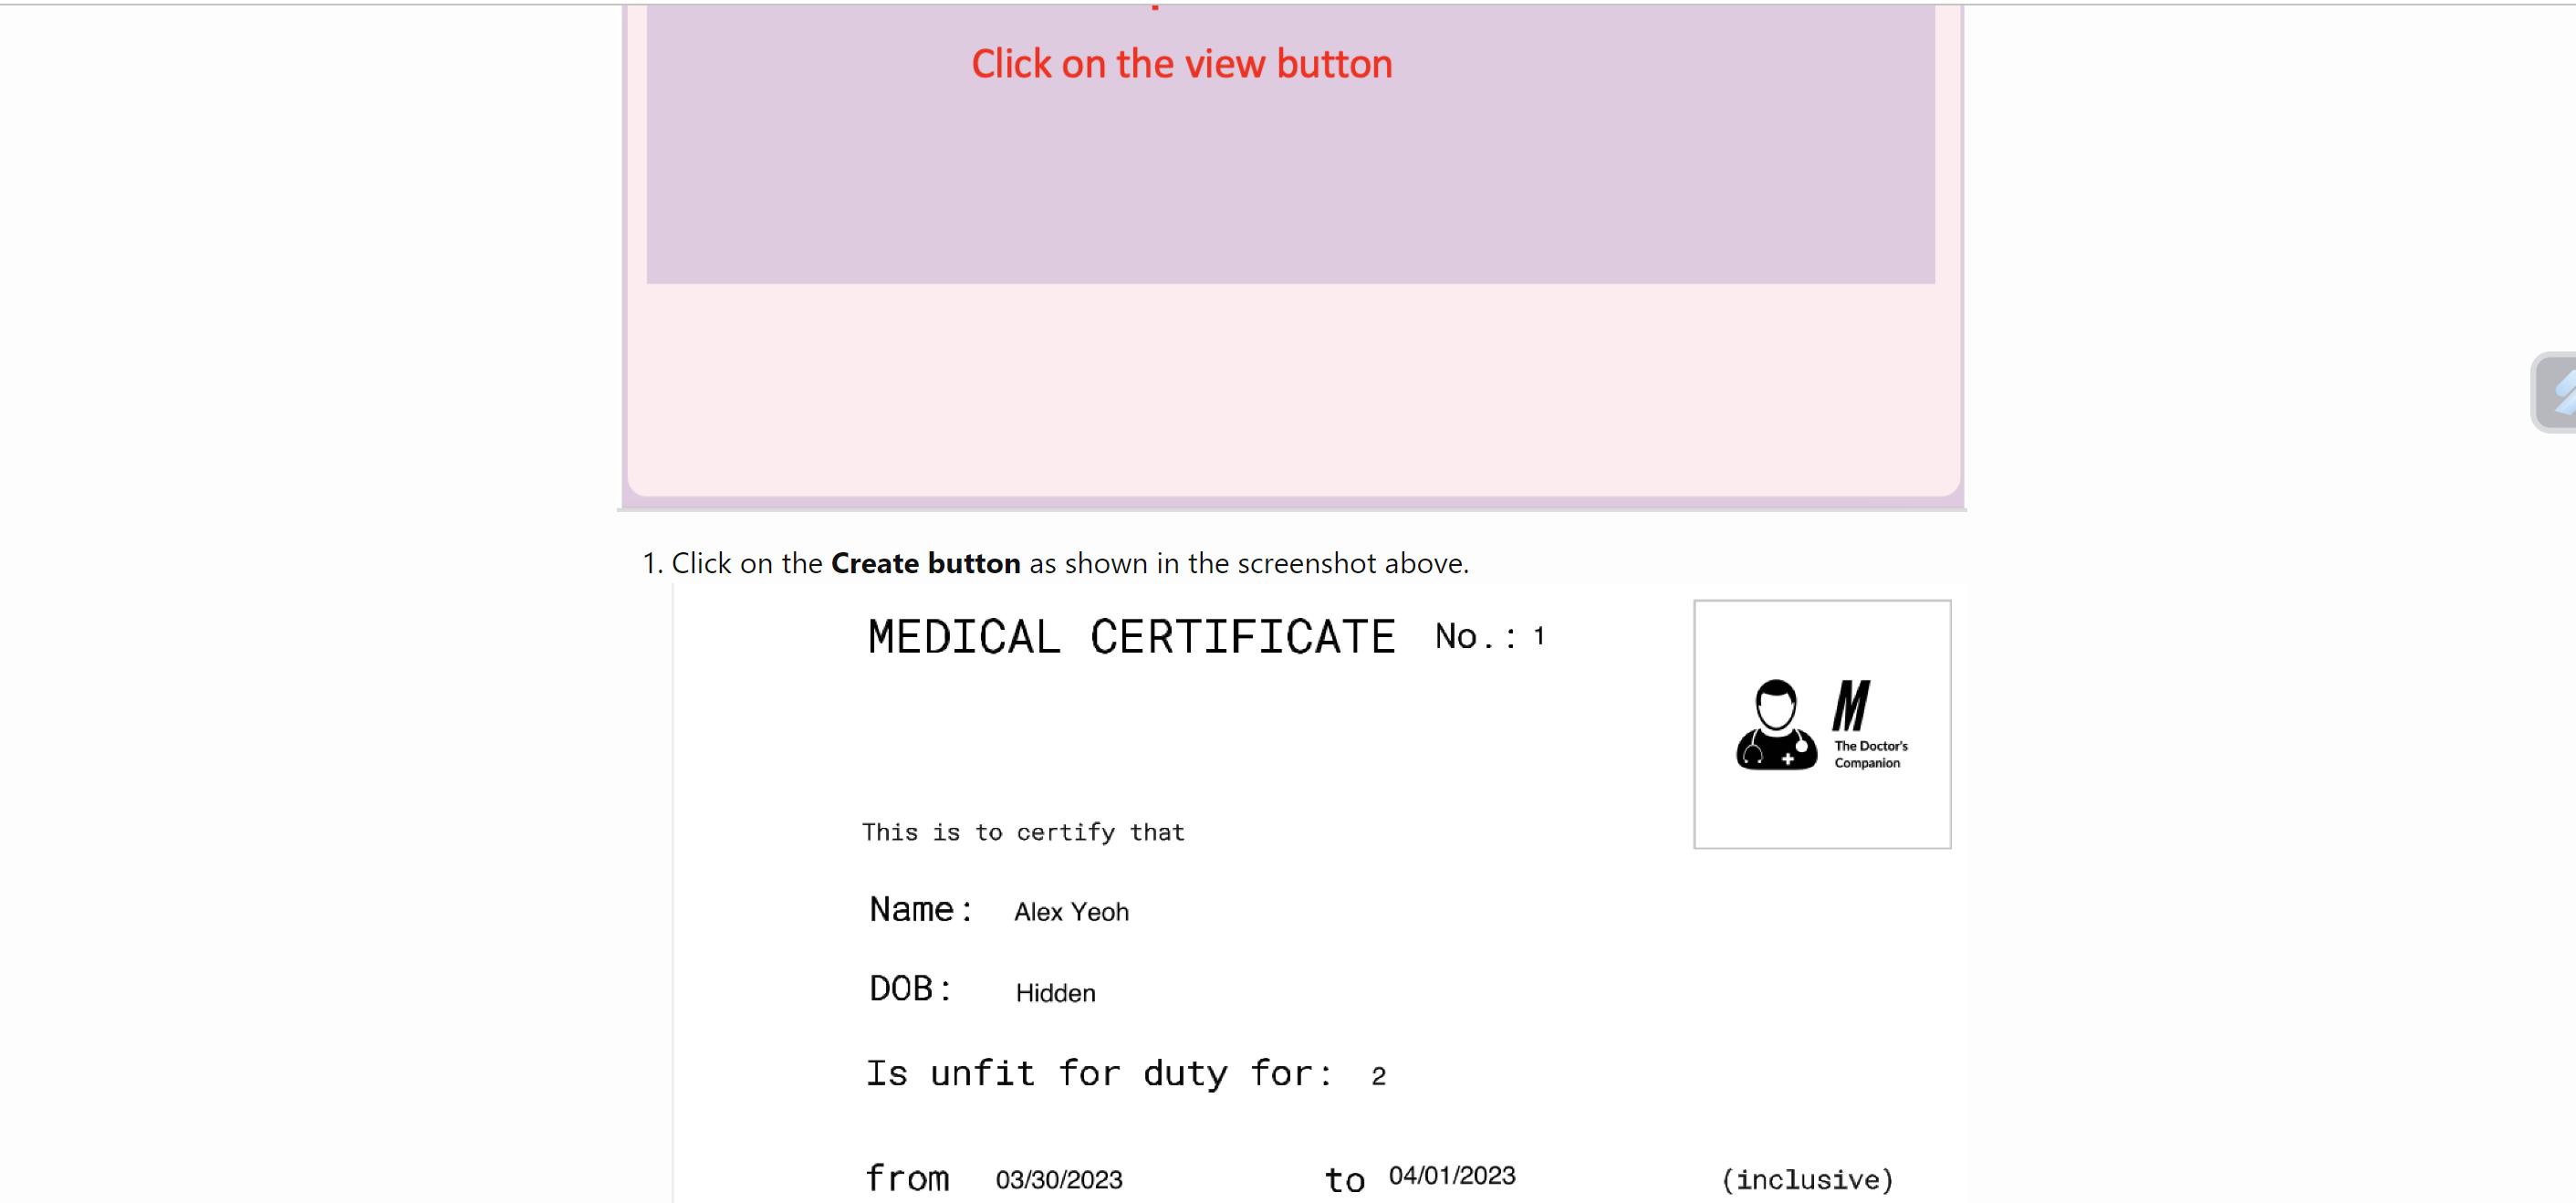 Click on the view button
1. Click on the Create button as shown in the screenshot above.
MEDICAL CERTIFICATE No.: 1
M
The Doctor's
Companion
This is to certify that
Name: Alex Yeoh
DOB: Hidden
Is unfit for duty for: 2
from 03/30/2023 to 04/01/2023 (inclusive)